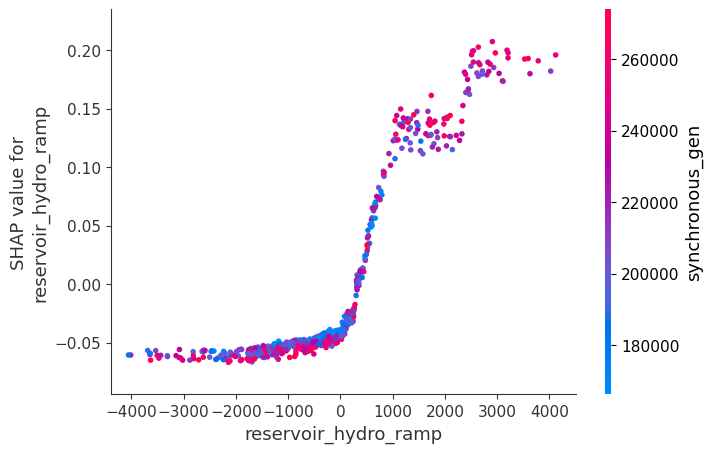 SHAP value for
reservoir_hydro_ramp
0.20
0.15
0.10
0.05
0.00
−0.05
−4000 −3000 −2000 −1000 0 1000 2000 3000 4000
reservoir_hydro_ramp
260000
240000
220000
200000
180000
synchronous_gen